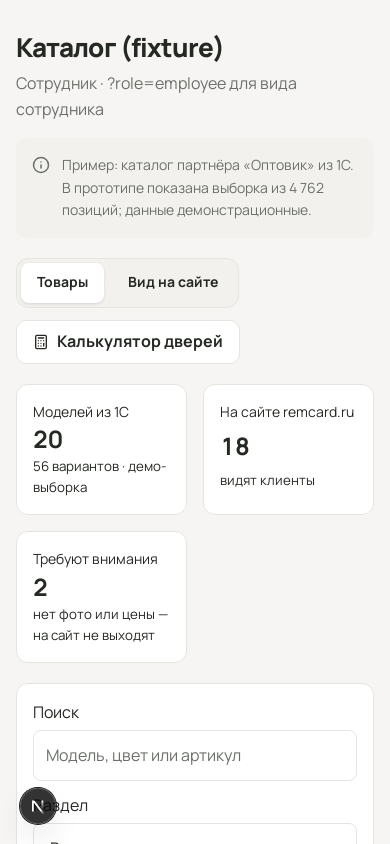 Каталог (fixture)
Сотрудник · ?role=employee для вида
сотрудника
Пример: каталог партнёра «Оптовик» из 1С.
В прототипе показана выборка из 4 762
позиций; данные демонстрационные.
Товары
Вид на сайте
Калькулятор дверей
Моделей из 1С
20
56 вариантов · демо-
выборка
На сайте remcard.ru
18
видят клиенты
Требуют внимания
2
нет фото или цены —
на сайт не выходят
Поиск
Модель, цвет или артикул
N